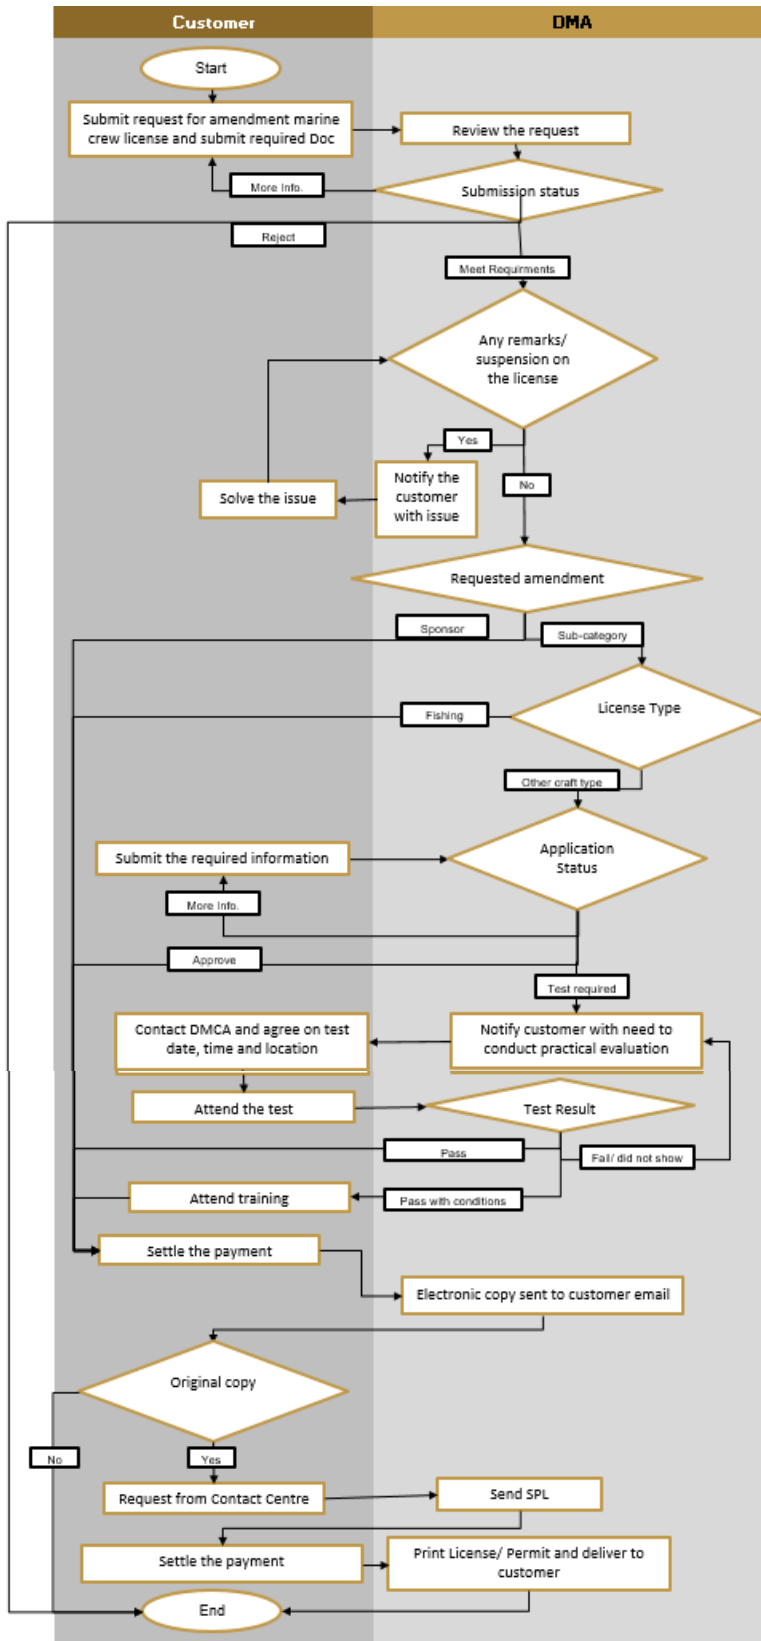 Customer
DMA
Start
Submit request for amendment marine
crew license and submit required Doc
Review the request
More Info.
Submission status
Reject
Meet Requirments
Any remarks/
suspension on
the license
Yes
Notify the
customer
with issue
Solve the issue
No
Requested amendment
Sponsor
Sub-category
License Type
Fishing
Other craft type
Application
Status
Submit the required information
More Info.
Approve
Test required
Contact DMCA and agree on test
date, time and location
Notify customer with need to
conduct practical evaluation
Attend the test
Test Result
Pass
Fail/ did not show
Attend training
Pass with conditions
Settle the payment
Electronic copy sent to customer email
Original copy
No
Yes
Request from Contact Centre
Send SPL
Settle the payment
Print License/ Permit and deliver to
customer
End